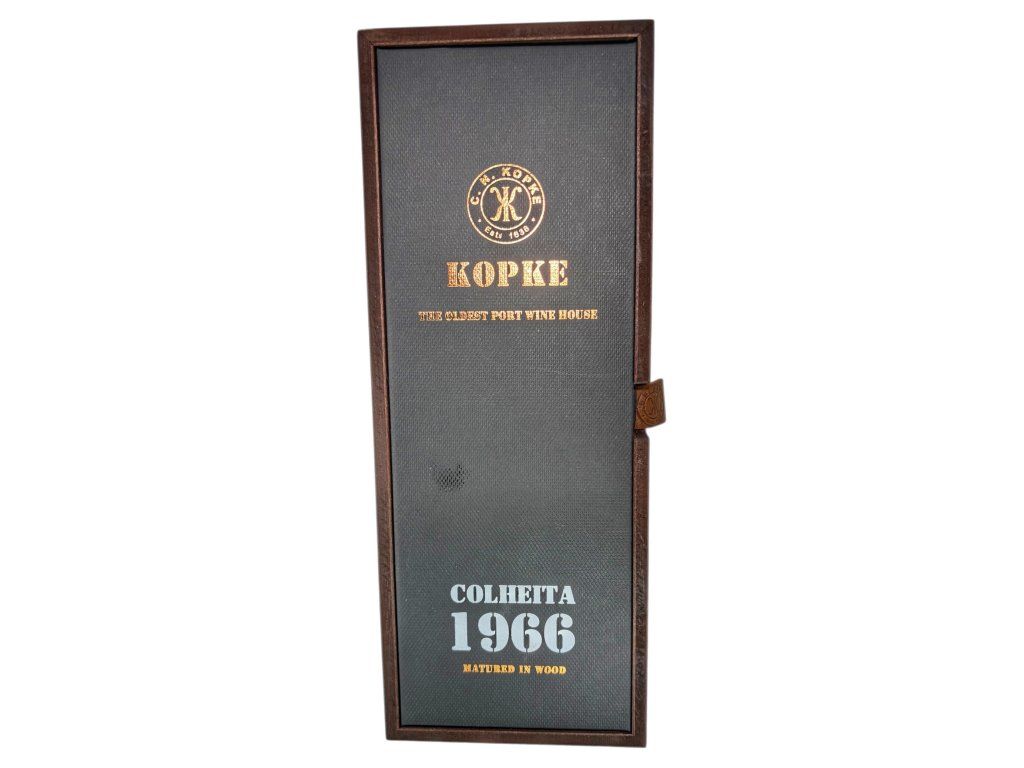 C. N. KOPKE
Estd 1638
KOPKE
THE OLDEST PORT WINE HOUSE
COLHEITA
1966
MATURED IN WOOD